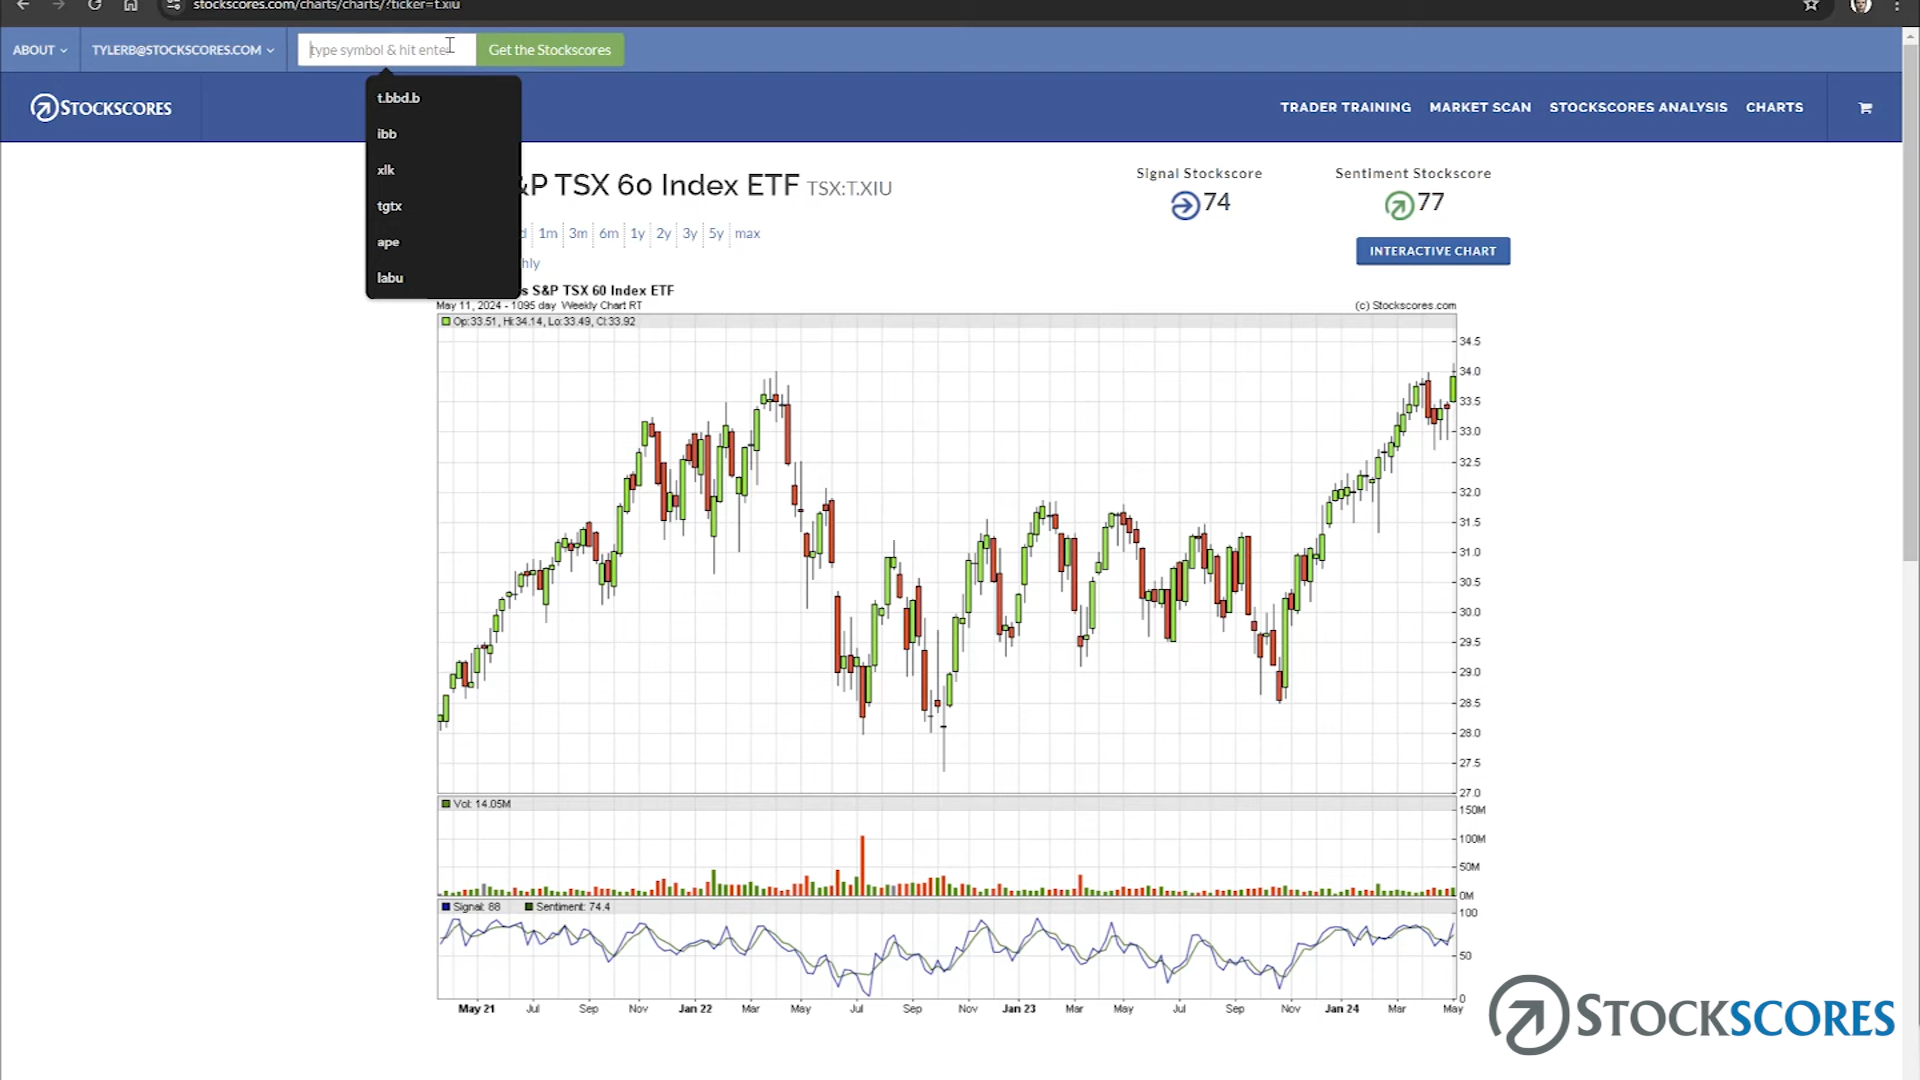 stockscores.com/charts/charts/?ticker=t.xiu
ABOUT
TYLERB@STOCKSCORES.COM
type symbol & hit enter
Get the Stockscores
t.bbd.b
ibb
xlk
tgtx
ape
labu
STOCKSCORES
TRADER TRAINING
MARKET SCAN
STOCKSCORES ANALYSIS
CHARTS
&P TSX 60 Index ETF TSX:T.XIU
Signal Stockscore
74
Sentiment Stockscore
77
d 1m 3m 6m 1y 2y 3y 5y max
hly
INTERACTIVE CHART
s S&P TSX 60 Index ETF
May 11, 2024 - 1095 day Weekly Chart RT
(c) Stockscores.com
Op:33.51, Hi:34.14, Lo:33.49, Cl:33.92
34.5
34.0
33.5
33.0
32.5
32.0
31.5
31.0
30.5
30.0
29.5
29.0
28.5
28.0
27.5
27.0
Vol: 14.05M
150M
100M
50M
0M
Signal: 88 Sentiment: 74.4
100
50
0
May 21 Jul Sep Nov Jan 22 Mar May Jul Sep Nov Jan 23 Mar May Jul Sep Nov Jan 24 Mar May
STOCKSCORES